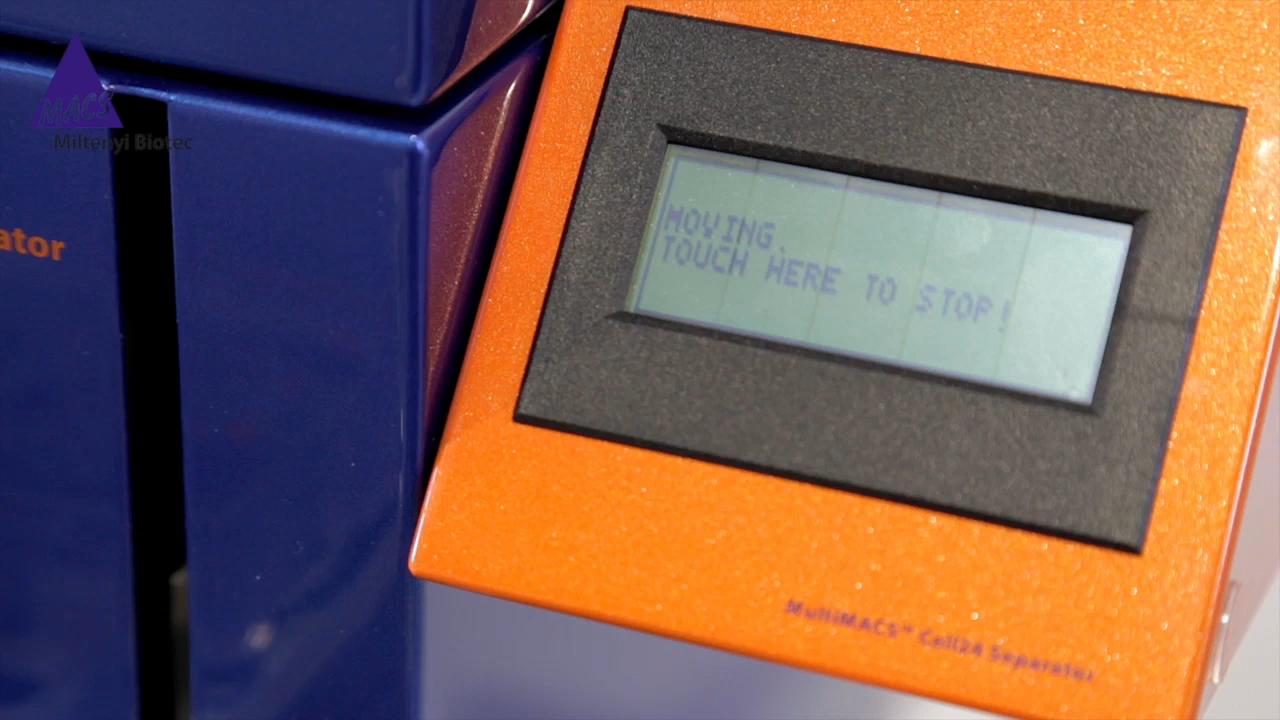 MACS
Miltenyi Biotec
ator
MOVING.
TOUCH HERE TO STOP!
MultiMACS™ Cell24 Separator